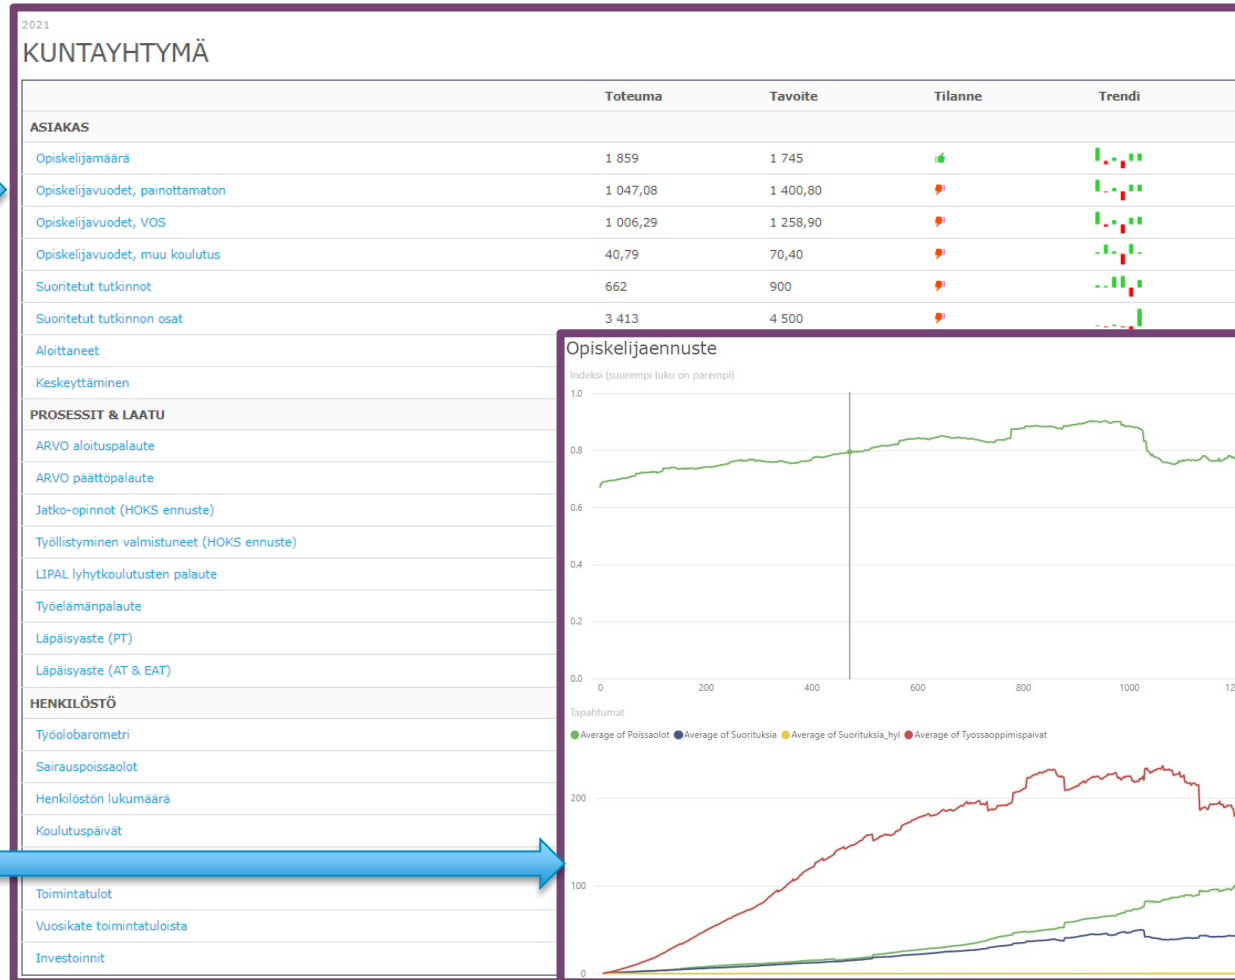 2021
KUNTAYHTYMÄ
Toteuma Tavoite Tilanne Trendi
ASIAKAS
Opiskelijamäärä 1 859 1 745
Opiskelijavuodet, painottamaton 1 047,08 1 400,80
Opiskelijavuodet, VOS 1 006,29 1 258,90
Opiskelijavuodet, muu koulutus 40,79 70,40
Suoritetut tutkinnot 662 900
Suoritetut tutkinnon osat 3 413 4 500
Aloittaneet
Keskeyttäminen
PROSESSIT & LAATU
ARVO aloituspalaute
ARVO päättöpalaute
Jatko-opinnot (HOKS ennuste)
Työllistyminen valmistuneet (HOKS ennuste)
LIPAL lyhytkoulutusten palaute
Työelämänpalaute
Läpäisyaste (PT)
Läpäisyaste (AT & EAT)
HENKILÖSTÖ
Työolobarometri
Sairauspoissaolot
Henkilöstön lukumäärä
Koulutuspäivät
Toimintatulot
Vuosikate toimintatuloista
Investoinnit
Opiskelijaennuste
Indeksi (suurempi luku on parempi)
1.0
0.8
0.6
0.4
0.2
0.0
0 200 400 600 800 1000 12
Tapahtumat
Average of Poissaolot Average of Suorituksia Average of Suorituksia_hyl Average of Tyossaoppimispaivat
200
100
0